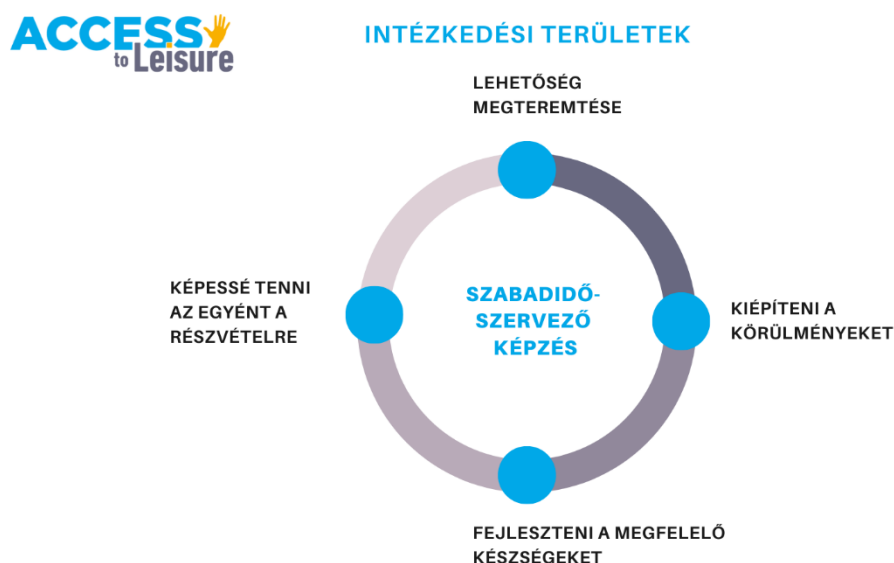 ACCESS
to Leisure
INTÉZKEDÉSI TERÜLETEK
LEHETŐSÉG
MEGTEREMTÉSE
KÉPESSÉ TENNI
AZ EGYÉNT A
RÉSZVÉTELRE
SZABADIDŐ-
SZERVEZŐ
KÉPZÉS
KIÉPÍTENI A
KÖRÜLMÉNYEKET
FEJLESZTENI A MEGFELELŐ
KÉSZSÉGEKET